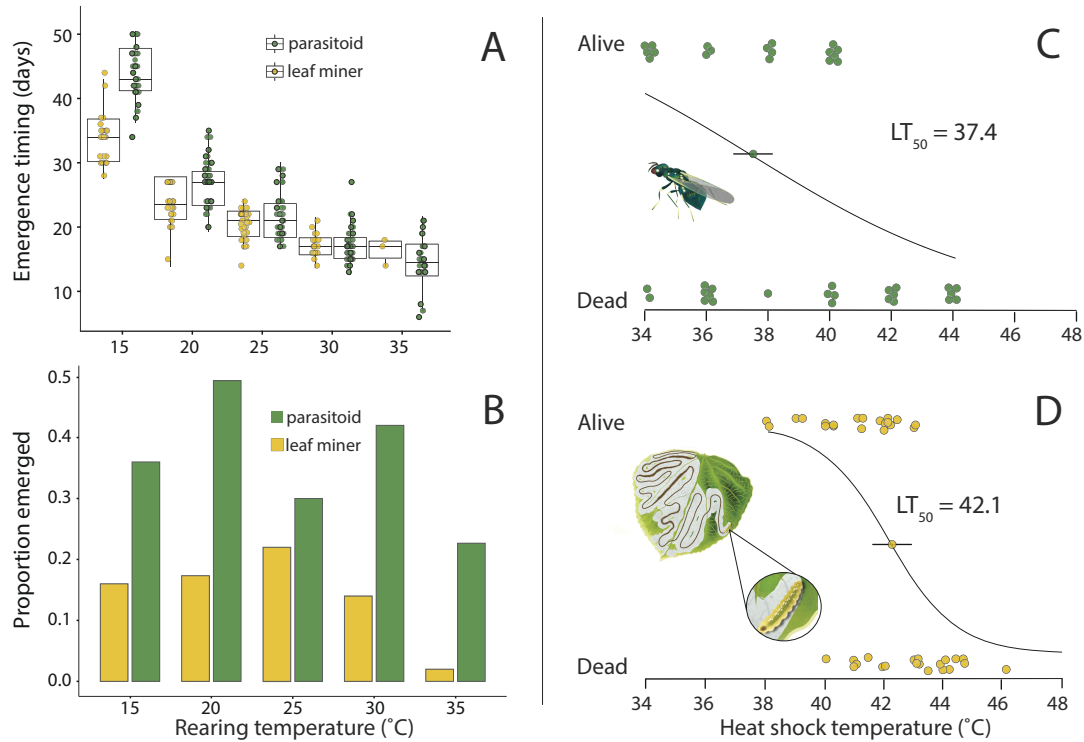 A
parasitoid
leaf miner
Emergence timing (days)
50
40
30
20
10
15 20 25 30 35
B
parasitoid
leaf miner
Proportion emerged
0.5
0.4
0.3
0.2
0.1
0.0
15 20 25 30 35
Rearing temperature (˚C)
C
Alive
LT50 = 37.4
Dead
34 36 38 40 42 44 46 48
D
Alive
LT50 = 42.1
Dead
34 36 38 40 42 44 46 48
Heat shock temperature (˚C)